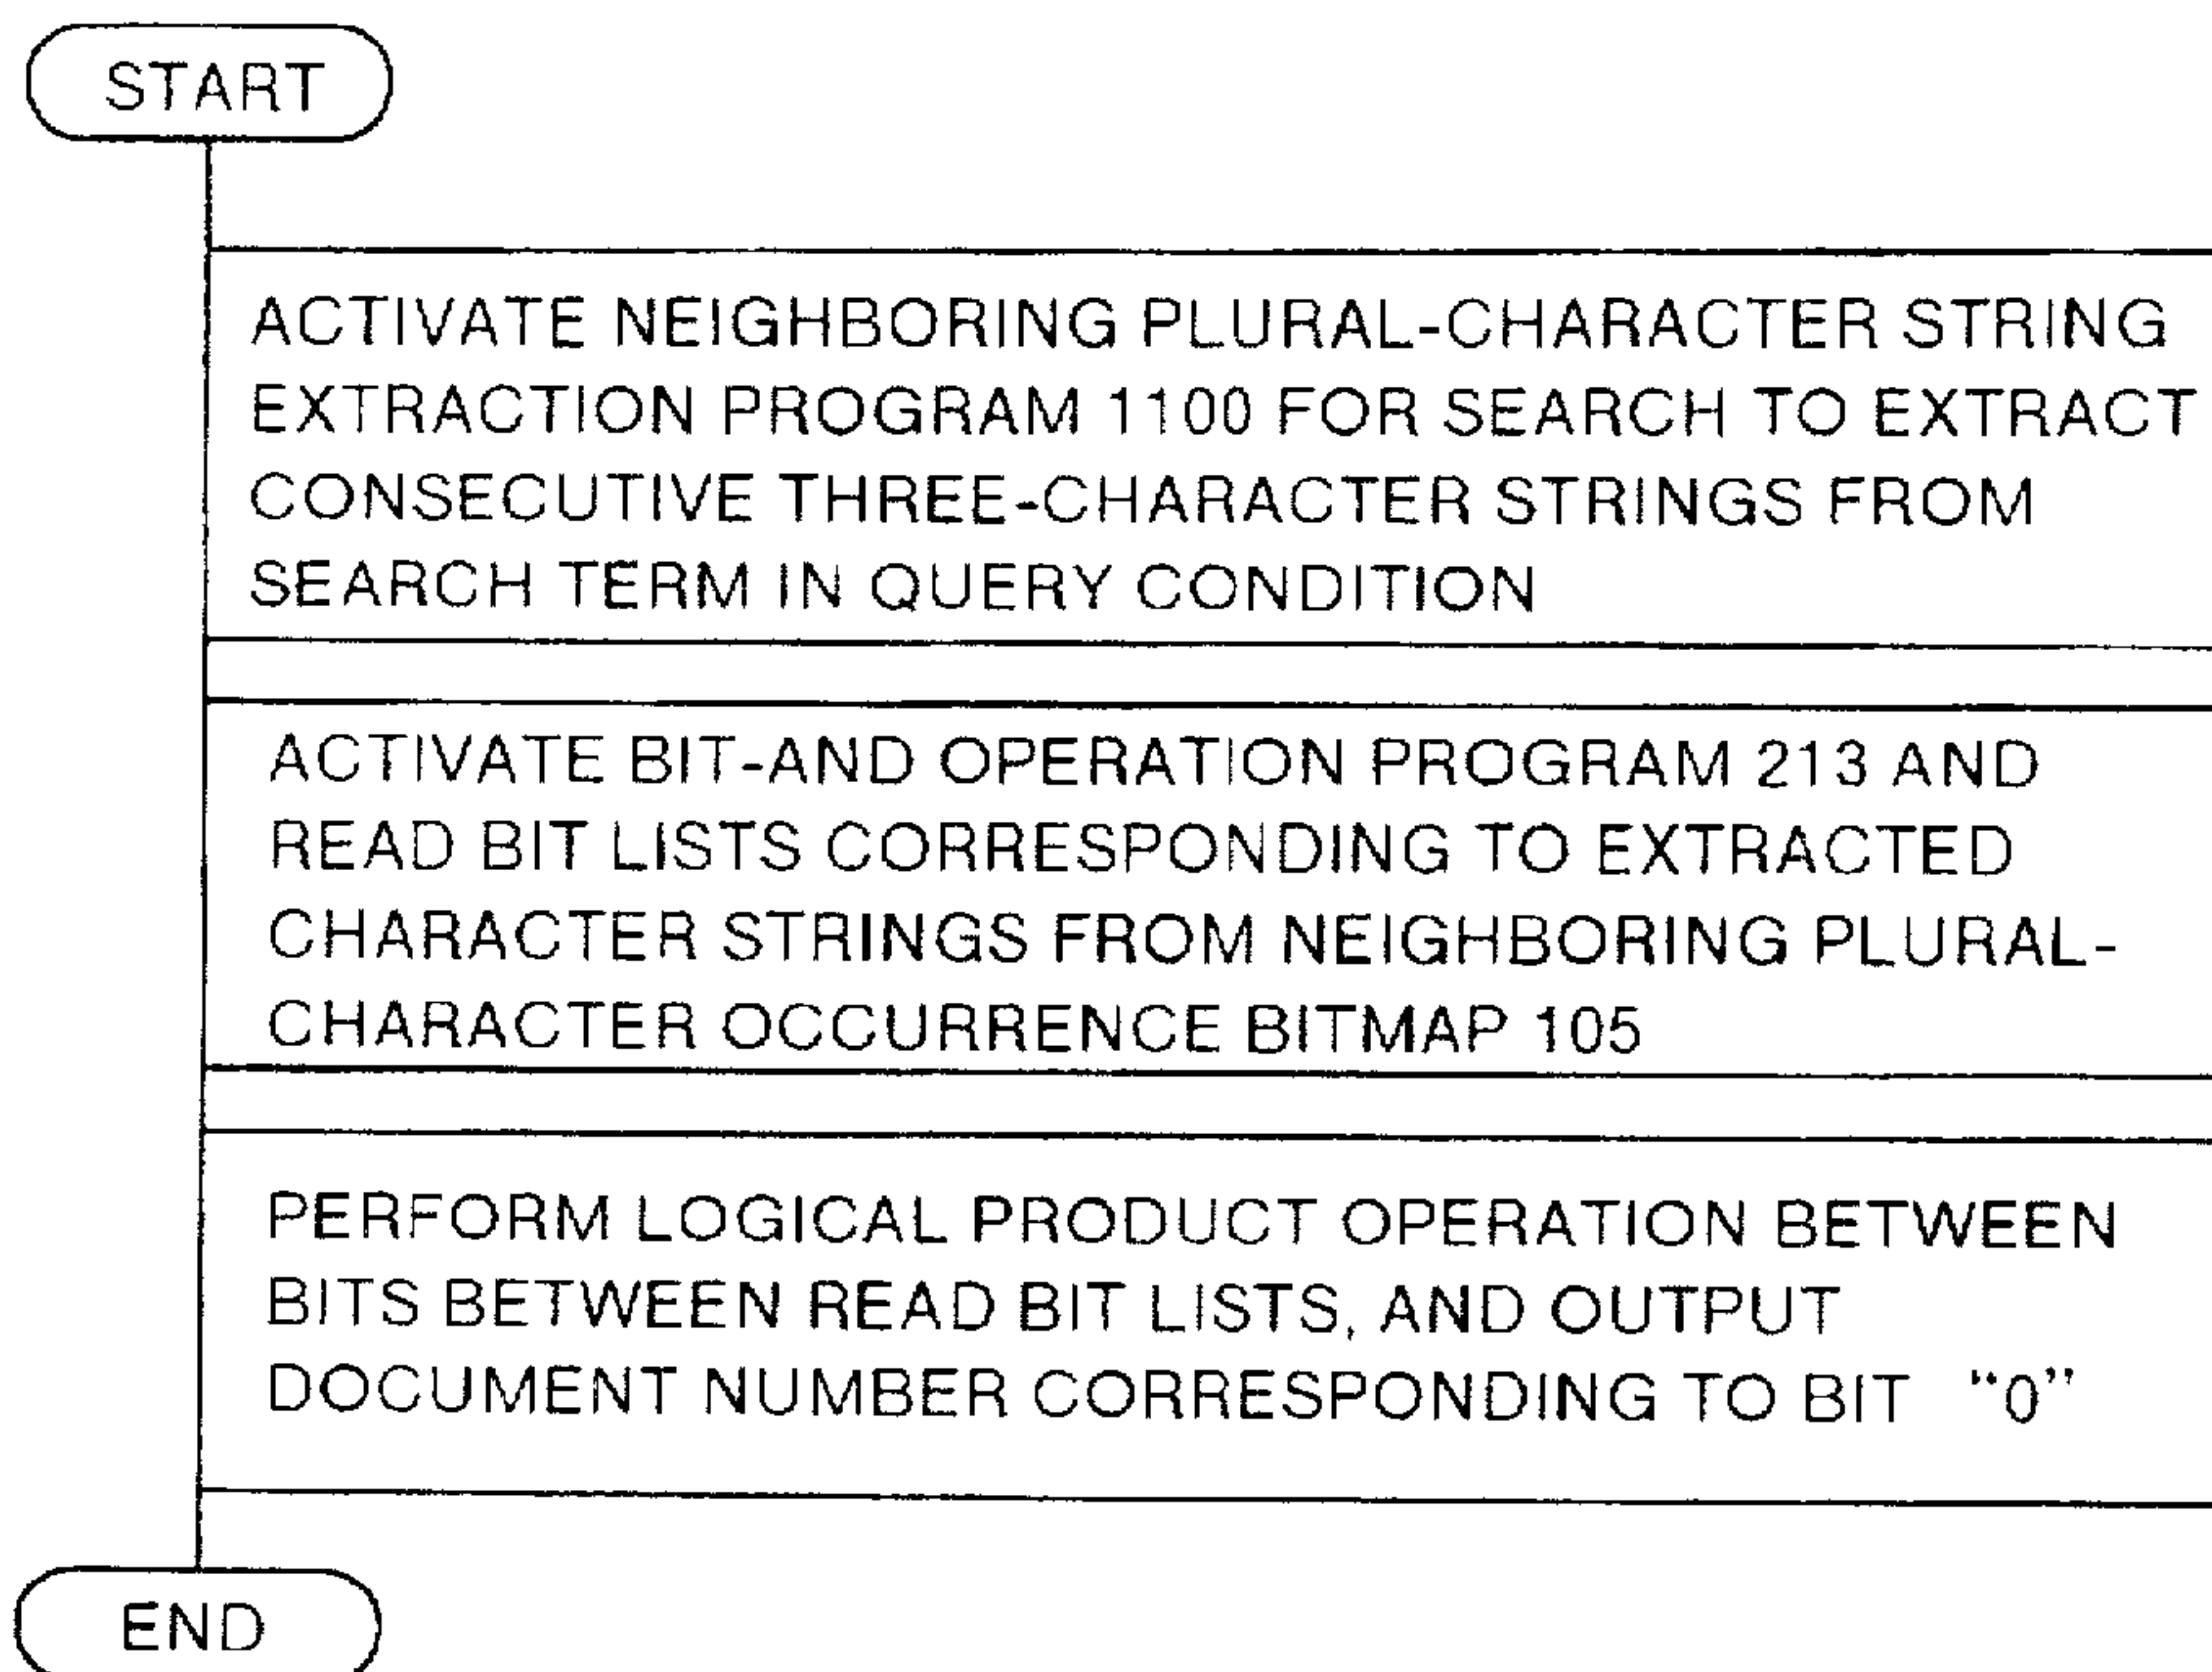 START
ACTIVATE NEIGHBORING PLURAL-CHARACTER STRING
EXTRACTION PROGRAM 1100 FOR SEARCH TO EXTRACT
CONSECUTIVE THREE-CHARACTER STRINGS FROM
SEARCH TERM IN QUERY CONDITION
ACTIVATE BIT-AND OPERATION PROGRAM 213 AND
READ BIT LISTS CORRESPONDING TO EXTRACTED
CHARACTER STRINGS FROM NEIGHBORING PLURAL-
CHARACTER OCCURRENCE BITMAP 105
PERFORM LOGICAL PRODUCT OPERATION BETWEEN
BITS BETWEEN READ BIT LISTS, AND OUTPUT
DOCUMENT NUMBER CORRESPONDING TO BIT “0”
END